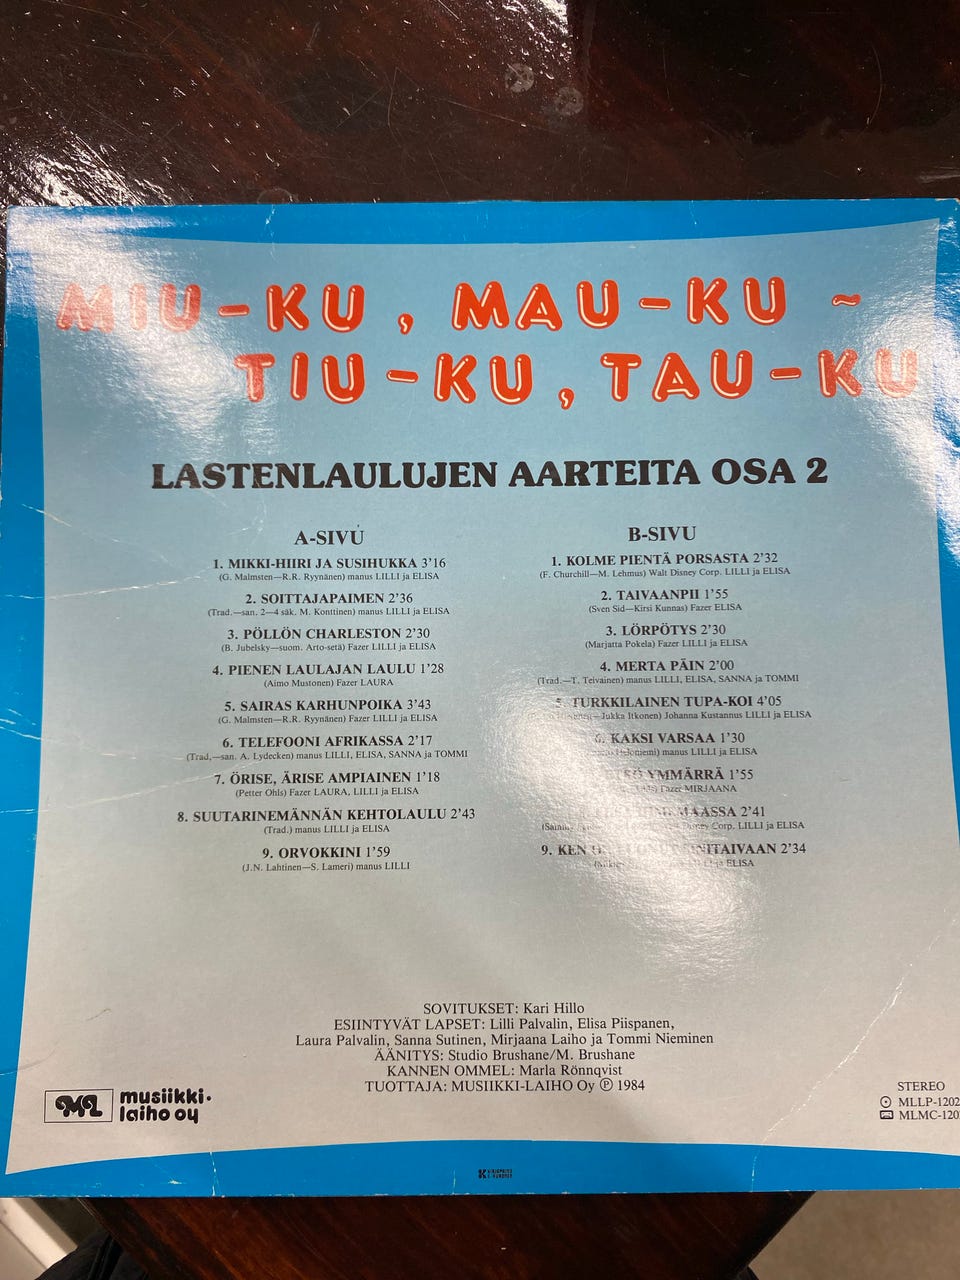 MIU-KU, MAU-KU ~
TIU-KU, TAU-KU
LASTENLAULUJEN AARTEITA OSA 2
A-SIVU
1. MIKKI-HIIRI JA SUSIHUKKA 3’16
(G. Malmsten—R.R. Ryynänen) manus LILLI ja ELISA
2. SOITTAJAPAIMEN 2’36
(Trad.—san. 2—4 säk. M. Konttinen) manus LILLI ja ELISA
3. PÖLLÖN CHARLESTON 2’30
(B. Jubelsky—suom. Arto-setä) Fazer LILLI ja ELISA
4. PIENEN LAULAJAN LAULU 1’28
(Aimo Mustonen) Fazer LAURA
5. SAIRAS KARHUNPOIKA 3’43
(G. Malmsten—R.R. Ryynänen) Fazer LILLI ja ELISA
6. TELEFOONI AFRIKASSA 2’17
(Trad,—san. A. Lydecken) manus LILLI, ELISA, SANNA ja TOMMI
7. ÖRISE, ÄRISE AMPIAINEN 1’18
(Petter Ohls) Fazer LAURA, LILLI ja ELISA
8. SUUTARINEMÄNNÄN KEHTOLAULU 2’43
(Trad.) manus LILLI ja ELISA
9. ORVOKKINI 1’59
(J.N. Lahtinen—S. Lameri) manus LILLI
B-SIVU
1. KOLME PIENTÄ PORSASTA 2’32
(F. Churchill—M. Lehmus) Walt Disney Corp. LILLI ja ELISA
2. TAIVAANPII 1’55
(Sven Sid—Kirsi Kunnas) Fazer ELISA
3. LÖRPÖTYS 2’30
(Marjatta Pokela) Fazer LILLI ja ELISA
4. MERTA PÄIN 2’00
(Trad.—T. Teivainen) manus LILLI, ELISA, SANNA ja TOMMI
5. TURKKILAINEN TUPA-KOI 4’05
Jukka Itkonen) Johanna Kustannus LILLI ja ELISA
6. KAKSI VARSAA 1’30
manus LILLI ja ELISA
YMMÄRRÄ 1’55
Fazer MIRJAANA
MAASSA 2’41
Disney Corp. LILLI ja ELISA
9. KEN 2’34
ja ELISA
SOVITUKSET: Kari Hillo
ESIINTYVÄT LAPSET: Lilli Palvalin, Elisa Piispanen,
Laura Palvalin, Sanna Sutinen, Mirjaana Laiho ja Tommi Nieminen
ÄÄNITYS: Studio Brushane/M. Brushane
KANNEN OMMEL: Marla Rönnqvist
TUOTTAJA: MUSIIKKI-LAIHO Oy ℗ 1984
ML musiikki-
laiho oy
STEREO
MLLP-1202
MLMC-120